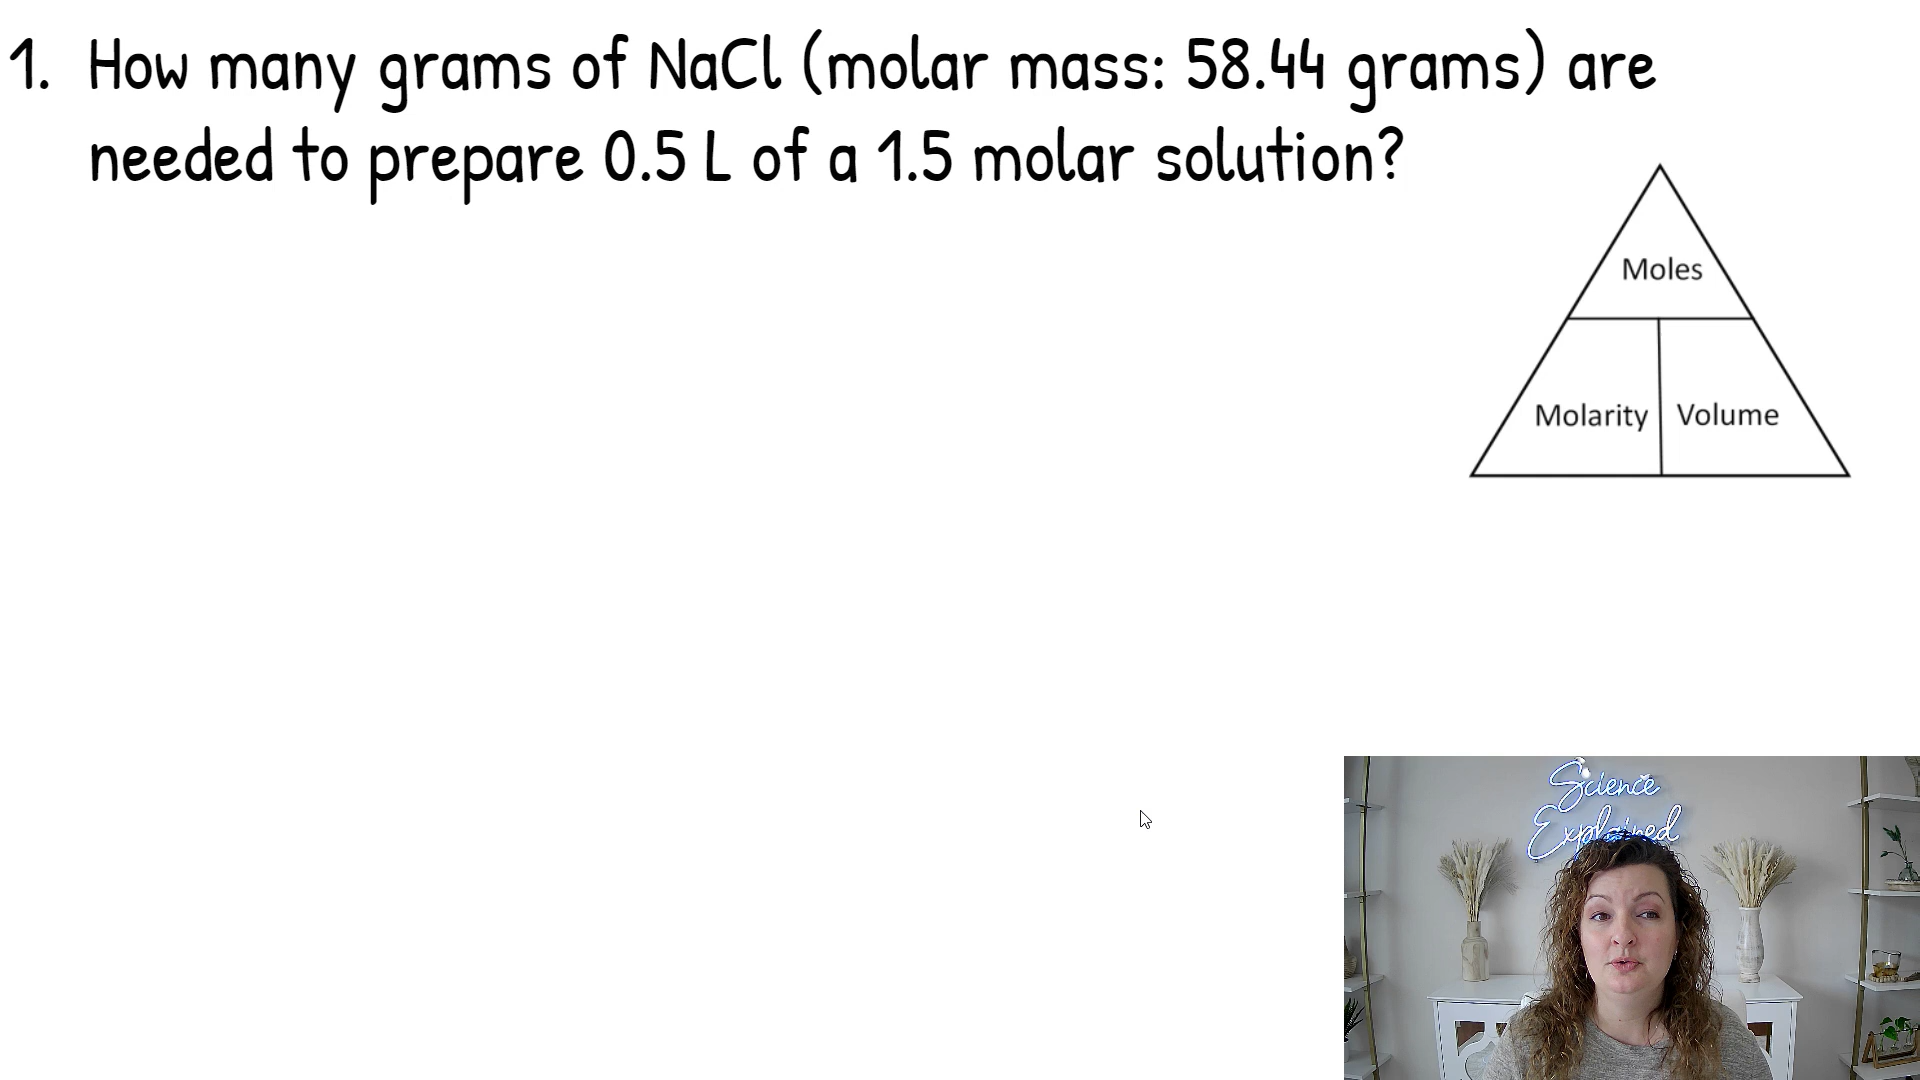 1. How many grams of NaCl (molar mass: 58.44 grams) are
needed to prepare 0.5 L of a 1.5 molar solution?
Moles
Molarity Volume
Science
Explained